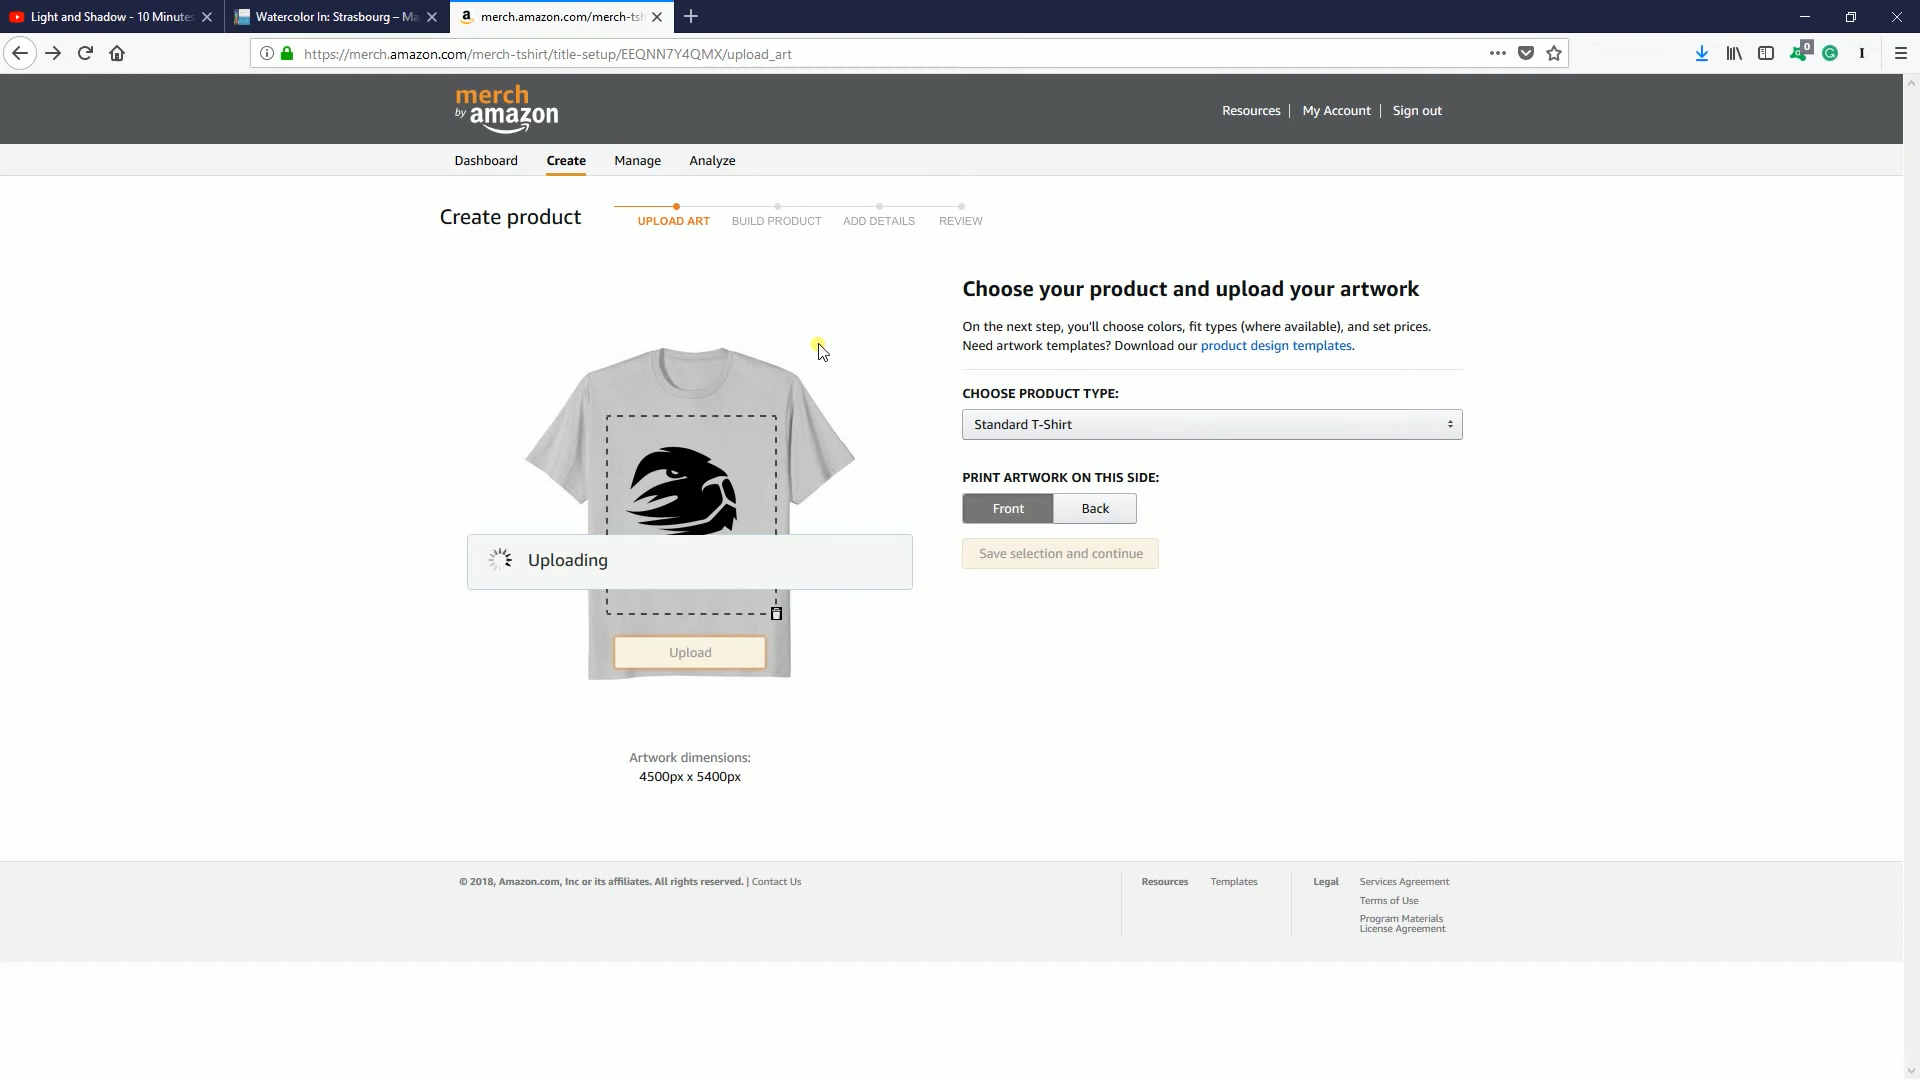 Light and Shadow - 10 Minutes
Watercolor In: Strasbourg – Ma
merch.amazon.com/merch-tsh
https://merch.amazon.com/merch-tshirt/title-setup/EEQNN7Y4QMX/upload_art
0
merch
by amazon
Resources | My Account | Sign out
Dashboard Create Manage Analyze
Create product
UPLOAD ART BUILD PRODUCT ADD DETAILS REVIEW
Choose your product and upload your artwork
On the next step, you'll choose colors, fit types (where available), and set prices.
Need artwork templates? Download our product design templates.
CHOOSE PRODUCT TYPE:
Standard T-Shirt
PRINT ARTWORK ON THIS SIDE:
Front Back
Save selection and continue
Uploading
Upload
Artwork dimensions:
4500px x 5400px
© 2018, Amazon.com, Inc or its affiliates. All rights reserved. | Contact Us
Resources Templates
Legal Services Agreement
Terms of Use
Program Materials
License Agreement